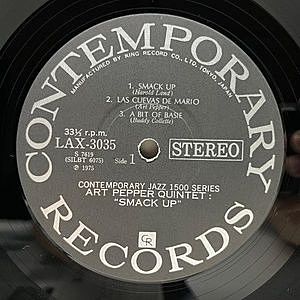 CONTEMPORARY
MANUFACTURED BY KING RECORD CO., LTD. TOKYO, JAPAN
1. SMACK UP
(Harold Land)
2. LAS CUEVAS DE MARIO
(Art Pepper)
3. A BIT OF BASIE
(Buddy Collette)
33⅓ r.p.m.
LAX-3035
S 7619
(SILBT 6075)
Ⓟ 1975
Side 1
STEREO
CONTEMPORARY JAZZ 1500 SERIES
ART PEPPER QUINTET:
"SMACK UP"
CR
RECORDS